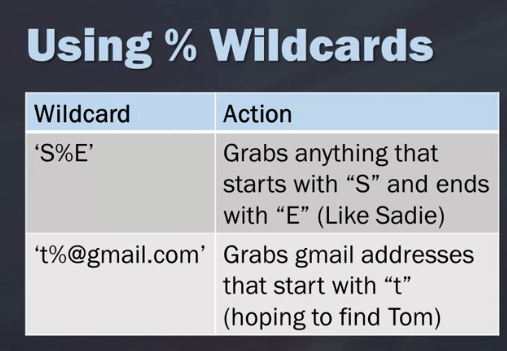 Using % Wildcards
Wildcard Action
‘S%E’ Grabs anything that
starts with “S” and ends
with “E” (Like Sadie)
‘t%@gmail.com’ Grabs gmail addresses
that start with “t”
(hoping to find Tom)